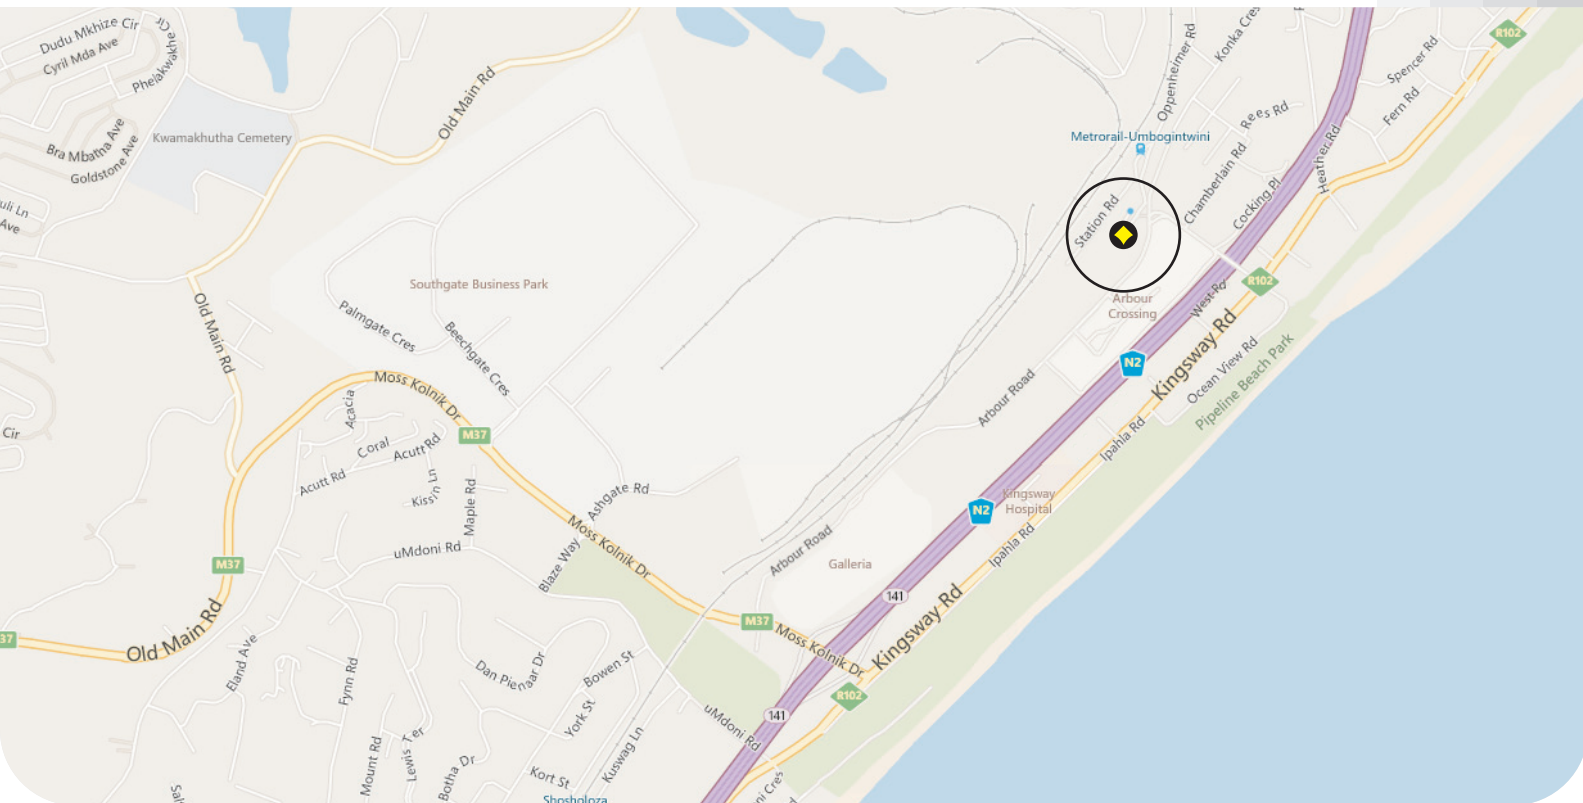 Dudu Mkhize Cir
Cyril Mda Ave
Phelakwakhe Cir
Bra Mbatha Ave
Goldstone Ave
Kwamakhutha Cemetery
uli Ln
Ave
Cir
Old Main Rd
Old Main Rd
Southgate Business Park
Palmgate Cres
Beechgate Cres
Moss Kolnik Dr
M37
Acacia
Coral
Acutt Rd
Acutt Rd
Kissin Ln
Maple Rd
uMdoni Rd
Ashgate Rd
Blaze Way
Moss Kolnik Dr
M37
37
Old Main Rd
Eland Ave
Fynn Rd
Mount Rd
Lewis Ter
Botha Dr
Dan Pienaar Dr
Bowen St
York St
Kort St
Kuswag Ln
Shosholoza
uMdoni Rd
M37
Moss Kolnik Dr
141
141
R102
Kingsway Rd
Galleria
Arbour Road
Arbour Road
N2
Kingsway
Hospital
Ipahla Rd
Ipahla Rd
N2
Kingsway Rd
Ocean View Rd
Pipeline Beach Park
West Rd
R102
Arbour
Crossing
Station Rd
Metrorail-Umbogintwini
Oppenheimer Rd
Konka Cres
Rees Rd
Chamberlain Rd
Cocking Pl
Heather Rd
Spencer Rd
Fern Rd
R102